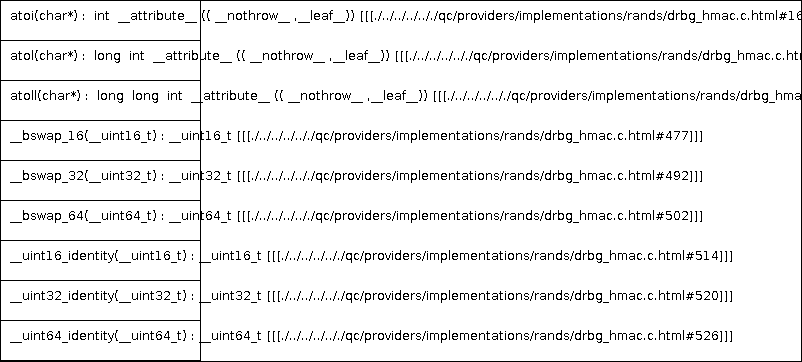 atoi(char*) : int __attribute__ (( __nothrow__ ,__leaf__)) [[[./../../../../qc/providers/implementations/rands/drbg_hmac.c.html#16
atol(char*) : long int __attribute__ (( __nothrow__ ,__leaf__)) [[[./../../../../qc/providers/implementations/rands/drbg_hmac.c.htm
atoll(char*) : long long int __attribute__ (( __nothrow__ ,__leaf__)) [[[./../../../../qc/providers/implementations/rands/drbg_hma
__bswap_16(__uint16_t) : __uint16_t [[[./../../../../qc/providers/implementations/rands/drbg_hmac.c.html#477]]]
__bswap_32(__uint32_t) : __uint32_t [[[./../../../../qc/providers/implementations/rands/drbg_hmac.c.html#492]]]
__bswap_64(__uint64_t) : __uint64_t [[[./../../../../qc/providers/implementations/rands/drbg_hmac.c.html#502]]]
__uint16_identity(__uint16_t) : __uint16_t [[[./../../../../qc/providers/implementations/rands/drbg_hmac.c.html#514]]]
__uint32_identity(__uint32_t) : __uint32_t [[[./../../../../qc/providers/implementations/rands/drbg_hmac.c.html#520]]]
__uint64_identity(__uint64_t) : __uint64_t [[[./../../../../qc/providers/implementations/rands/drbg_hmac.c.html#526]]]